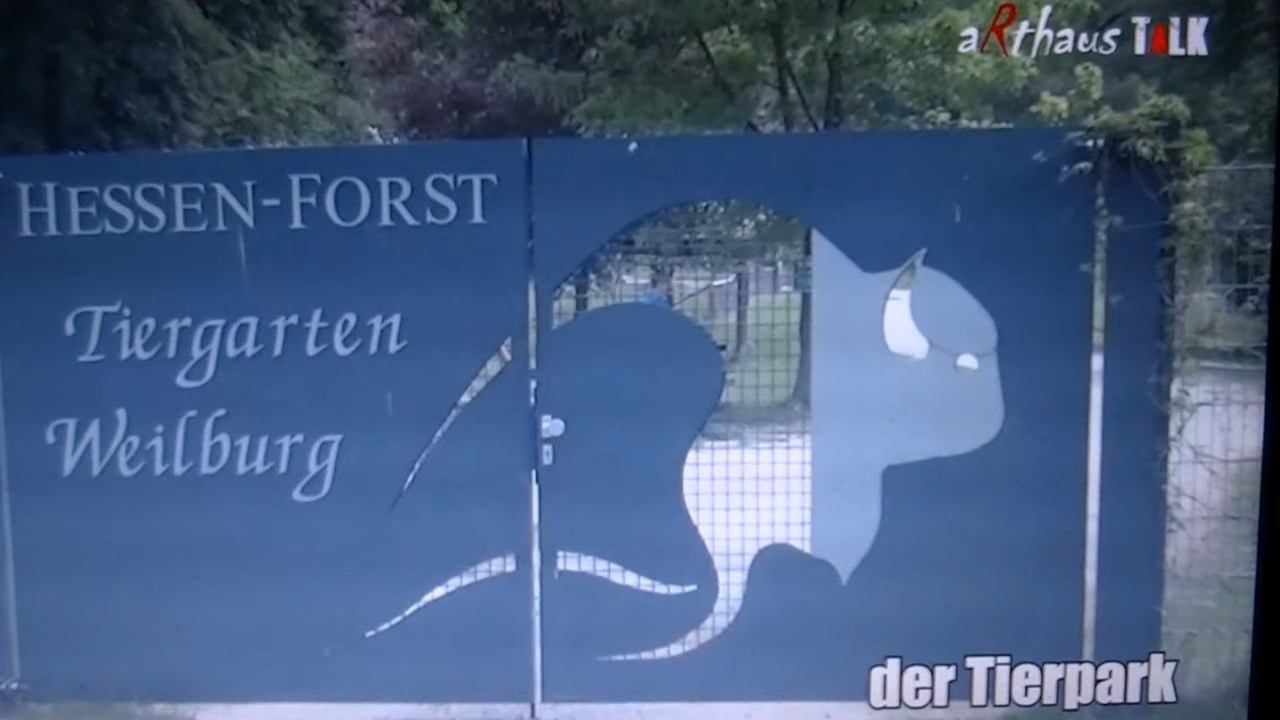 aRthaus TALK
HESSEN-FORST
Tiergarten
Weilburg
der Tierpark